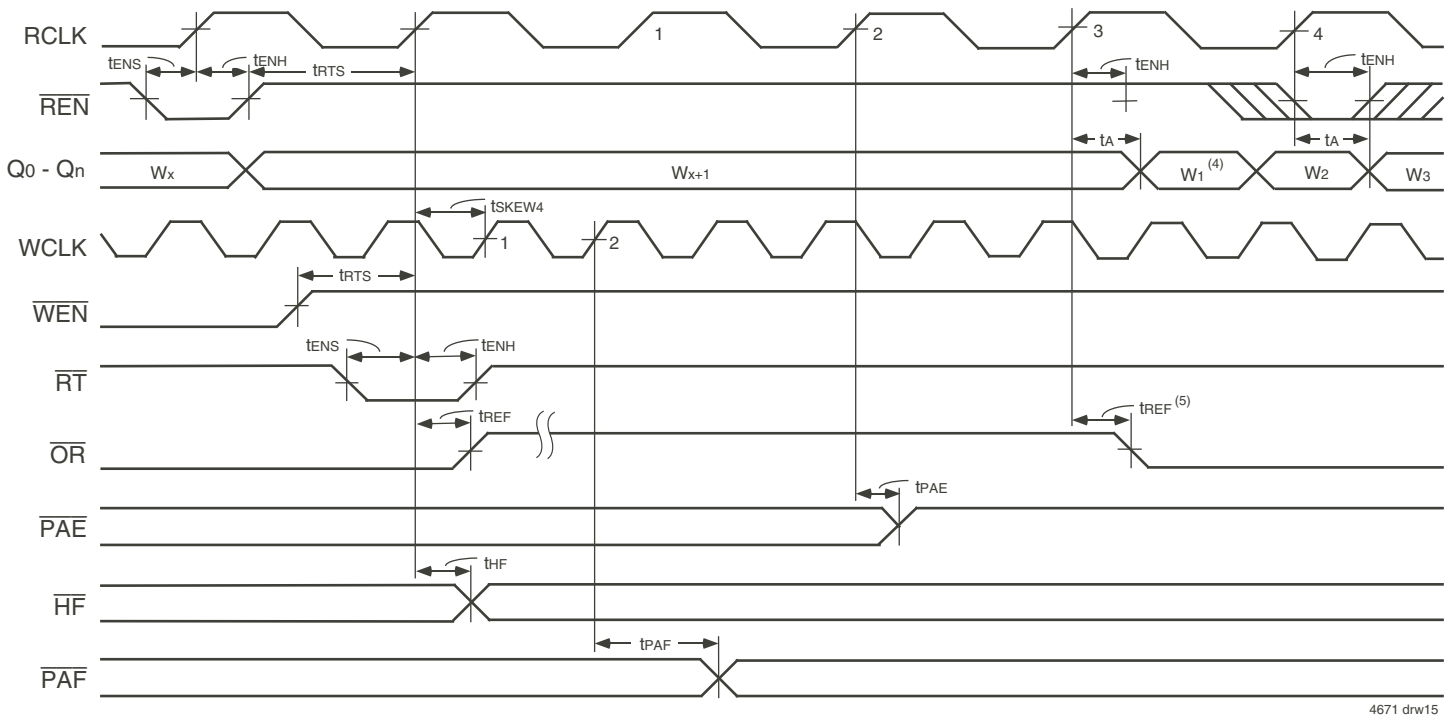 RCLK 1 2 3 4
tENS tENH tRTS tENH tENH
REN
tA tA
Q0 - Qn Wx Wx+1 W1 (4) W2 W3
tSKEW4
WCLK 1 2
tRTS
WEN
tENS tENH
RT
tREF tREF (5)
OR
tPAE
PAE
tHF
HF
tPAF
PAF
4671 drw15